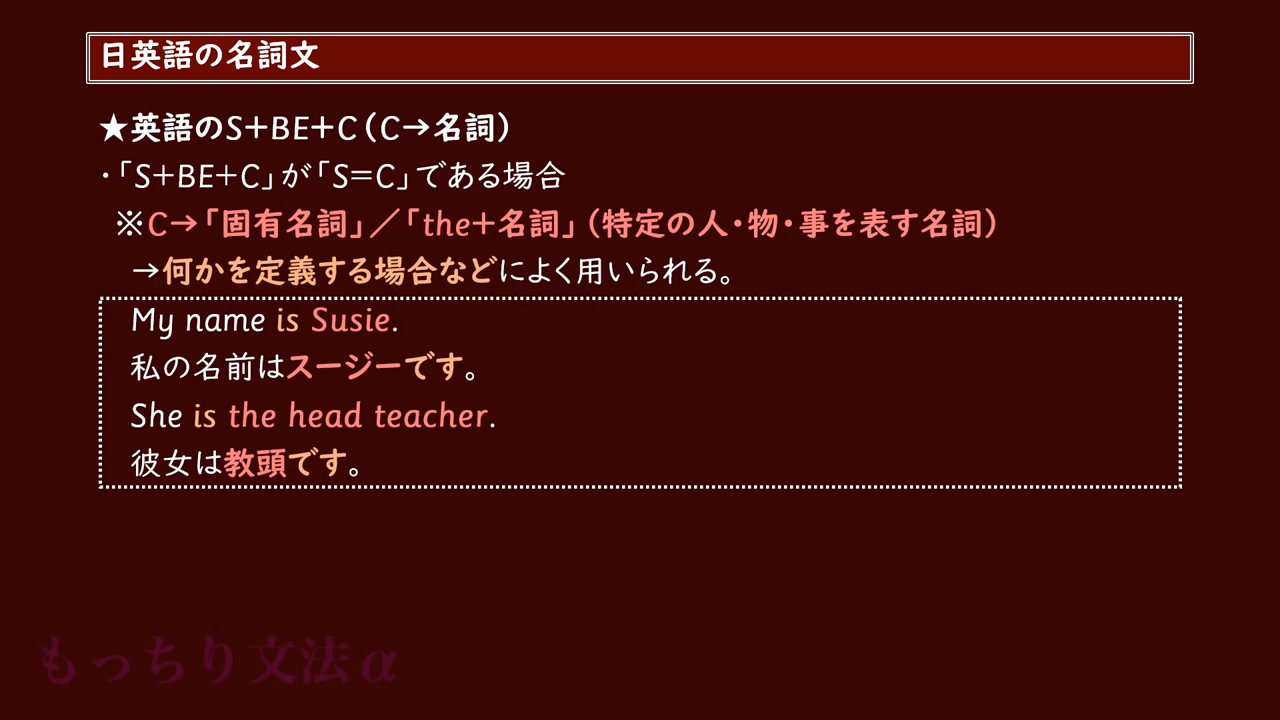 日英語の名詞文
★英語のS+BE+C（C→名詞）
・「S+BE+C」が「S=C」である場合
※C→「固有名詞」／「the+名詞」（特定の人・物・事を表す名詞）
→何かを定義する場合などによく用いられる。
My name is Susie.
私の名前はスージーです。
She is the head teacher.
彼女は教頭です。
もっちり文法α